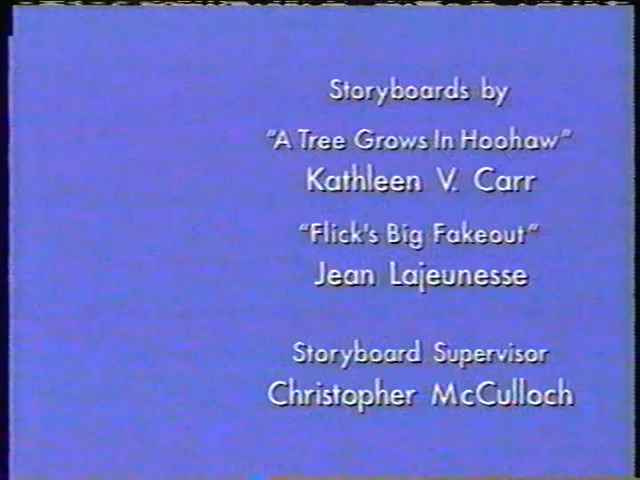 Storyboards by
"A Tree Grows In Hoohaw"
Kathleen V. Carr
"Flick's Big Fakeout"
Jean Lajeunesse
Storyboard Supervisor
Christopher McCulloch